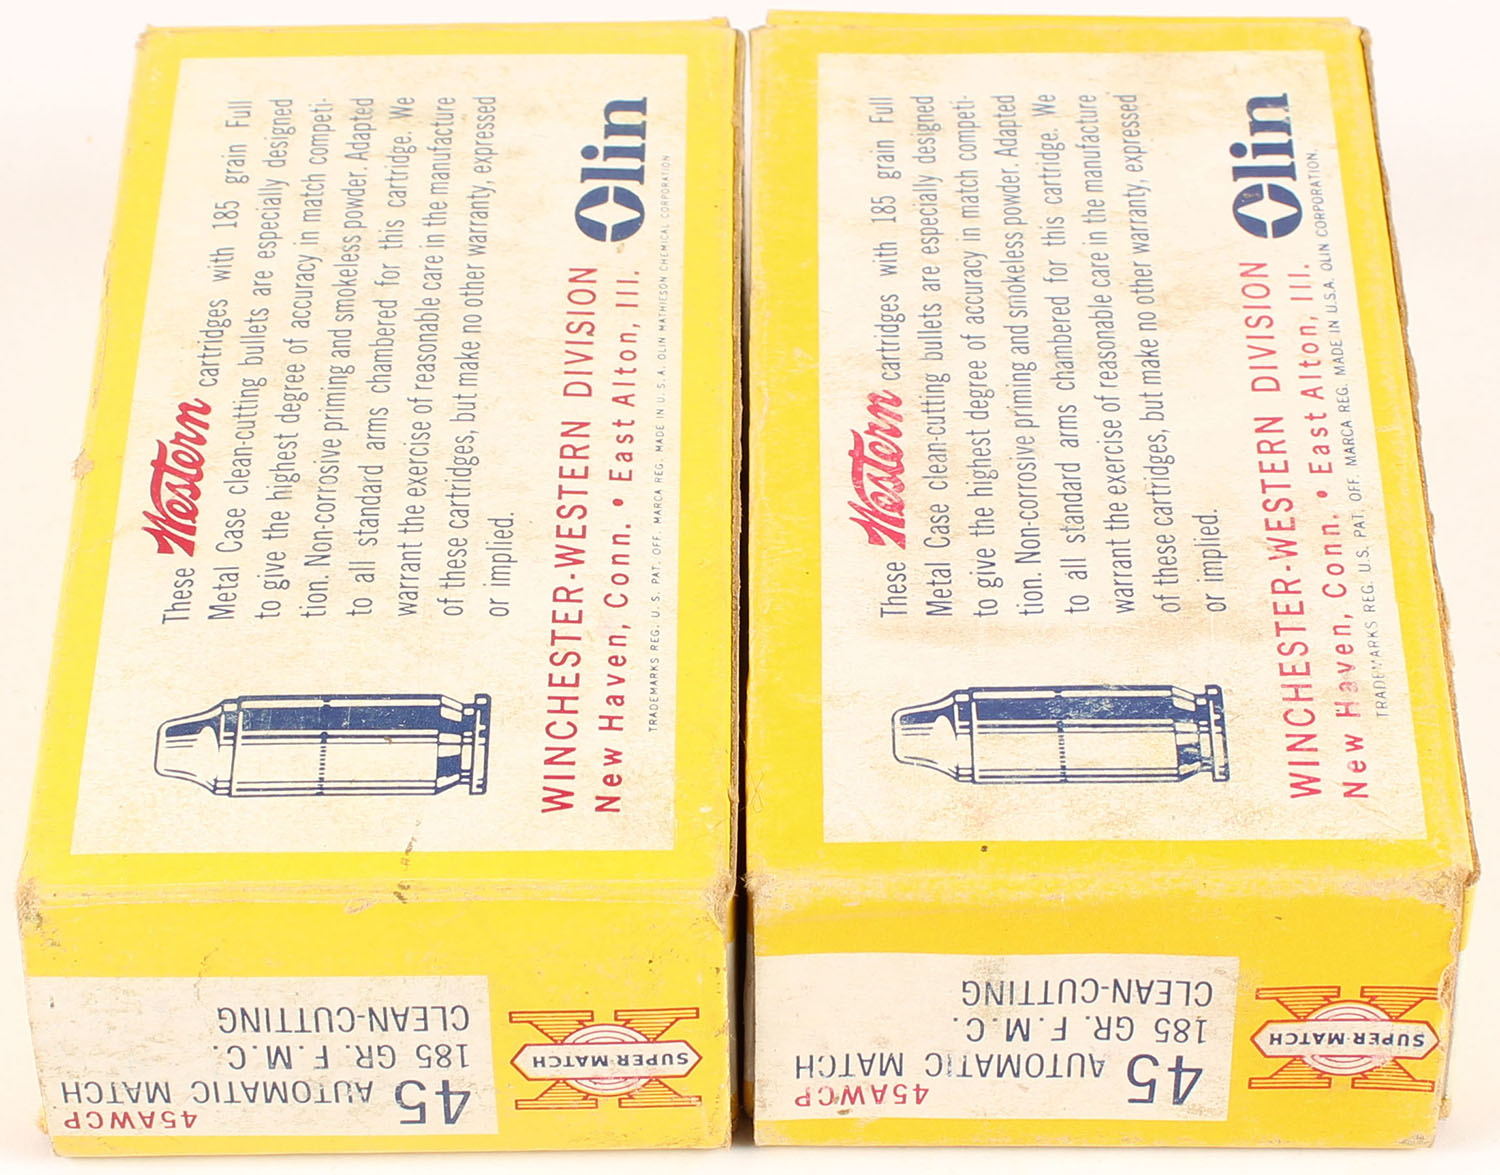 These Western cartridges with 185 grain Full
Metal Case clean-cutting bullets are especially designed
to give the highest degree of accuracy in match competi-
tion. Non-corrosive priming and smokeless powder. Adapted
to all standard arms chambered for this cartridge. We
warrant the exercise of reasonable care in the manufacture
of these cartridges, but make no other warranty, expressed
or implied.
WINCHESTER-WESTERN DIVISION
New Haven, Conn. • East Alton, Ill.
Olin
TRADEMARKS REG. U.S. PAT. OFF. MARCA REG. MADE IN U.S.A. OLIN MATHIESON CHEMICAL CORPORATION
45AWCP
45 AUTOMATIC MATCH
185 GR. F.M.C.
CLEAN-CUTTING
X
SUPER-MATCH
These Western cartridges with 185 grain Full
Metal Case clean-cutting bullets are especially designed
to give the highest degree of accuracy in match competi-
tion. Non-corrosive priming and smokeless powder. Adapted
to all standard arms chambered for this cartridge. We
warrant the exercise of reasonable care in the manufacture
of these cartridges, but make no other warranty, expressed
or implied.
WINCHESTER-WESTERN DIVISION
New Haven, Conn. • East Alton, Ill.
Olin
TRADEMARKS REG. U.S. PAT. OFF. MARCA REG. MADE IN U.S.A. OLIN CORPORATION.
45AWCP
45 AUTOMATIC MATCH
185 GR. F.M.C.
CLEAN-CUTTING
X
SUPER-MATCH